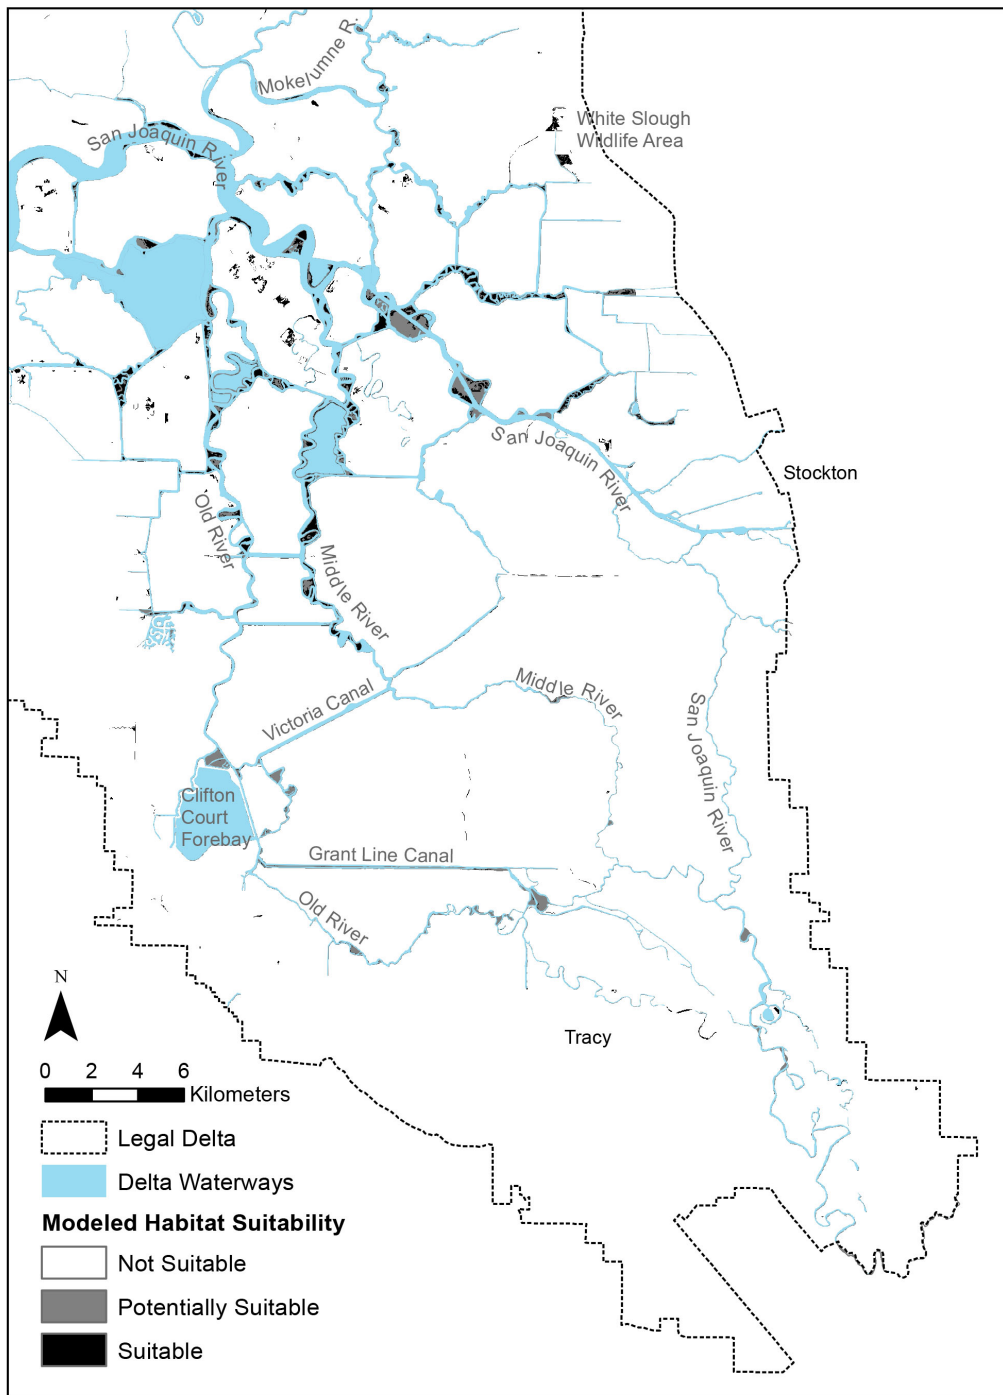 Mokelumne R.
White Slough
Wildlife Area
San Joaquin River
San Joaquin River
Stockton
Old River
Middle River
Middle River
Victoria Canal
San Joaquin River
Clifton
Court
Forebay
Grant Line Canal
Old River
N
Tracy
0 2 4 6
Kilometers
Legal Delta
Delta Waterways
Modeled Habitat Suitability
Not Suitable
Potentially Suitable
Suitable